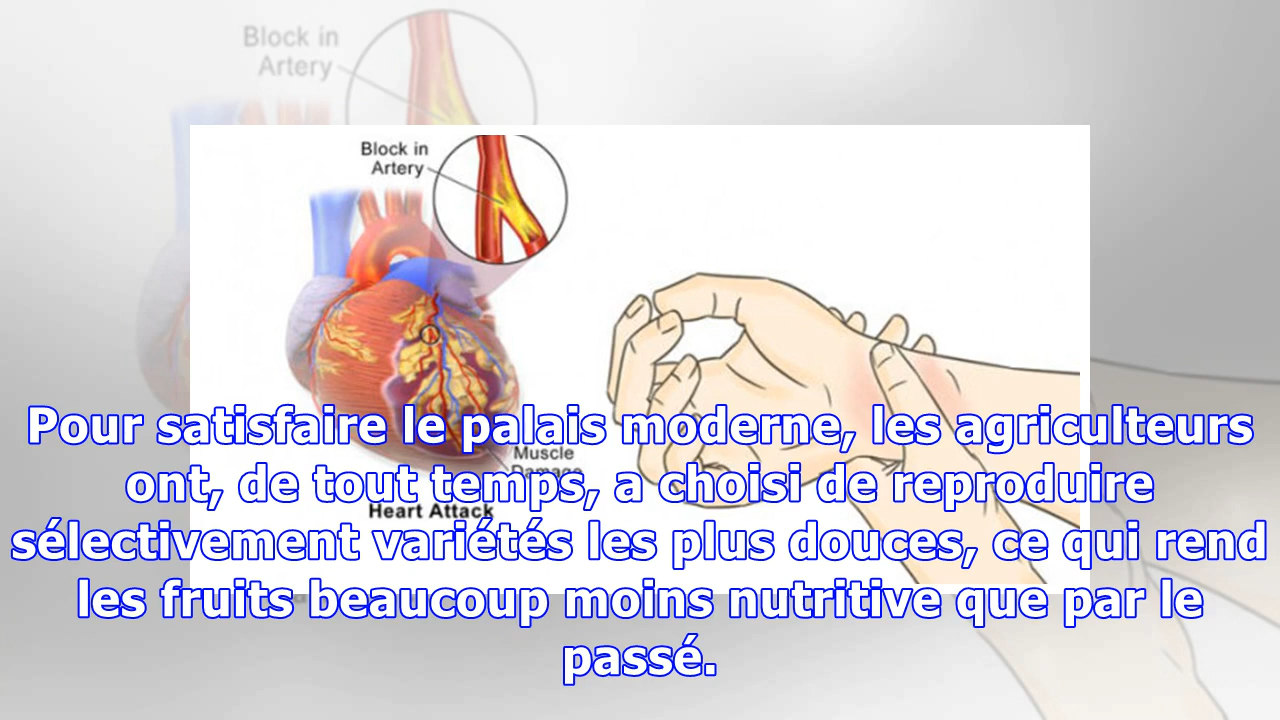 Block in
Artery
Block in
Artery
Pour satisfaire le palais moderne, les agriculteurs
ont, de tout temps, a choisi de reproduire
sélectivement variétés les plus douces, ce qui rend
les fruits beaucoup moins nutritive que par le
passé.
Muscle
Damage
Heart Attack